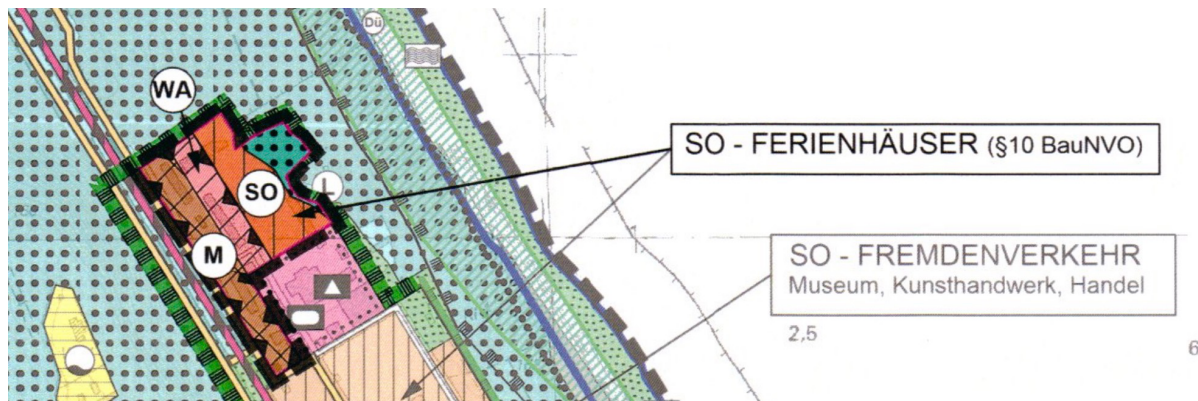 Dü
WA
SO - FERIENHÄUSER (§10 BauNVO)
SO
L
M
SO - FREMDENVERKEHR
Museum, Kunsthandwerk, Handel
2,5
6